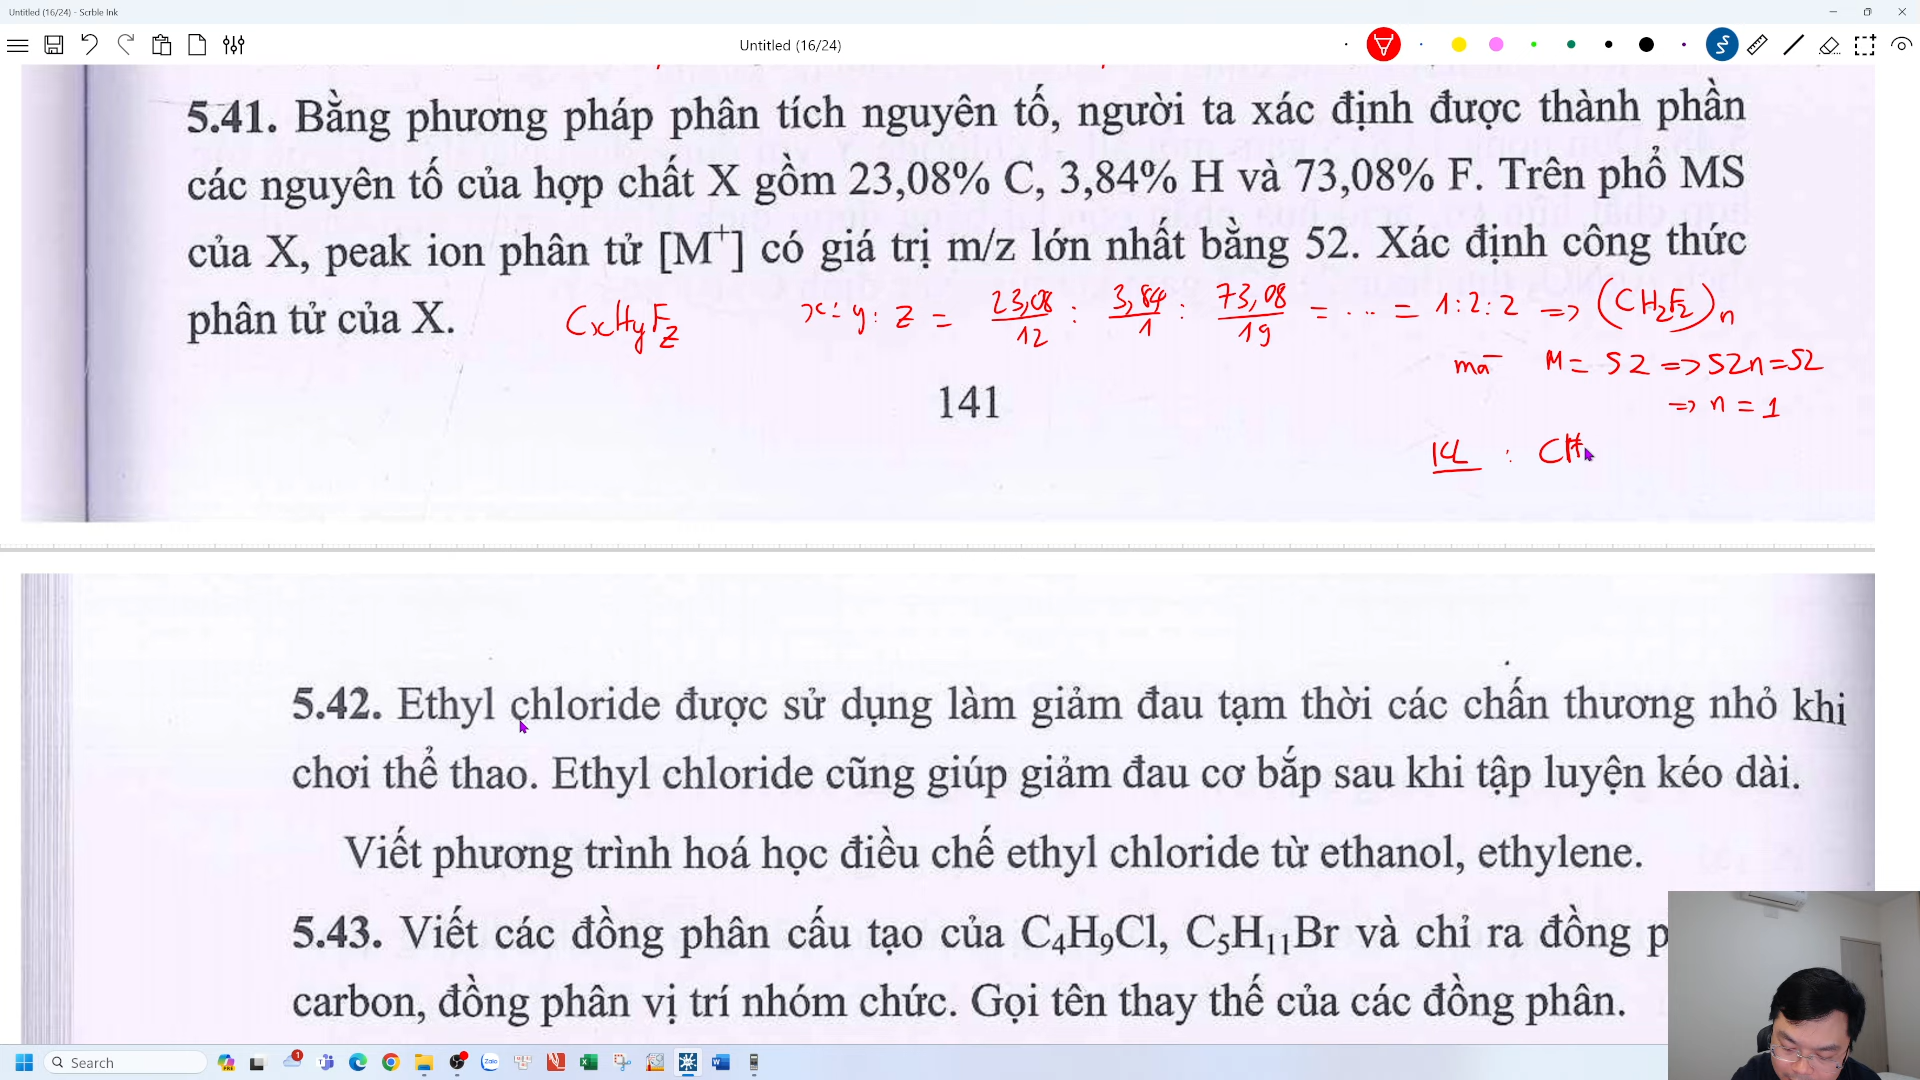 Untitled (16/24) - Scrble Ink
Untitled (16/24)
5.41. Bằng phương pháp phân tích nguyên tố, người ta xác định được thành phần
các nguyên tố của hợp chất X gồm 23,08% C, 3,84% H và 73,08% F. Trên phổ MS
của X, peak ion phân tử [M⁺] có giá trị m/z lớn nhất bằng 52. Xác định công thức
phân tử của X.
CxHyFz x : y : z = 23,08/12 : 3,84/1 : 73,08/19 = ... = 1:2:2 => (CH₂F₂)n
mà M = 52 => 52n = 52
=> n = 1
141
KL : CH
5.42. Ethyl chloride được sử dụng làm giảm đau tạm thời các chấn thương nhỏ khi
chơi thể thao. Ethyl chloride cũng giúp giảm đau cơ bắp sau khi tập luyện kéo dài.
Viết phương trình hoá học điều chế ethyl chloride từ ethanol, ethylene.
5.43. Viết các đồng phân cấu tạo của C₄H₉Cl, C₅H₁₁Br và chỉ ra đồng p
carbon, đồng phân vị trí nhóm chức. Gọi tên thay thế của các đồng phân.
Search